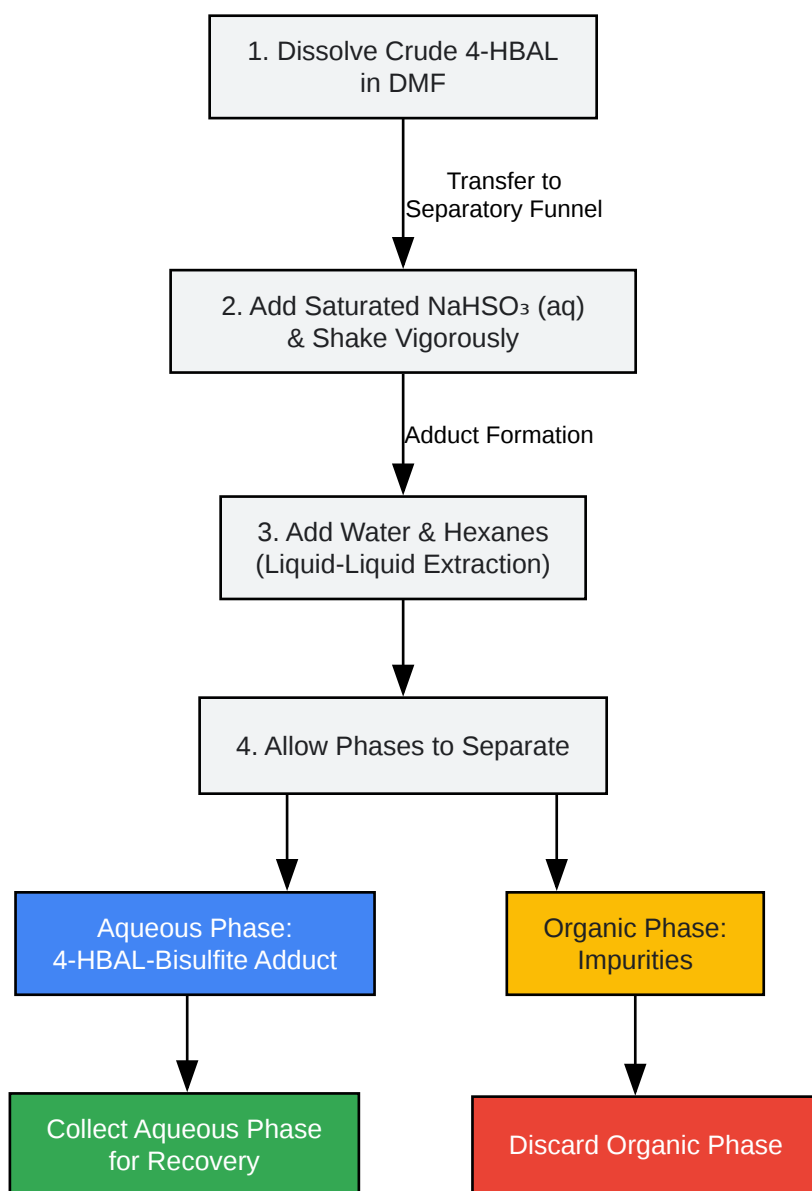 1. Dissolve Crude 4-HBAL
in DMF
Transfer to
Separatory Funnel
2. Add Saturated NaHSO₃ (aq)
& Shake Vigorously
Adduct Formation
3. Add Water & Hexanes
(Liquid-Liquid Extraction)
4. Allow Phases to Separate
Aqueous Phase:
4-HBAL-Bisulfite Adduct
Organic Phase:
Impurities
Collect Aqueous Phase
for Recovery
Discard Organic Phase